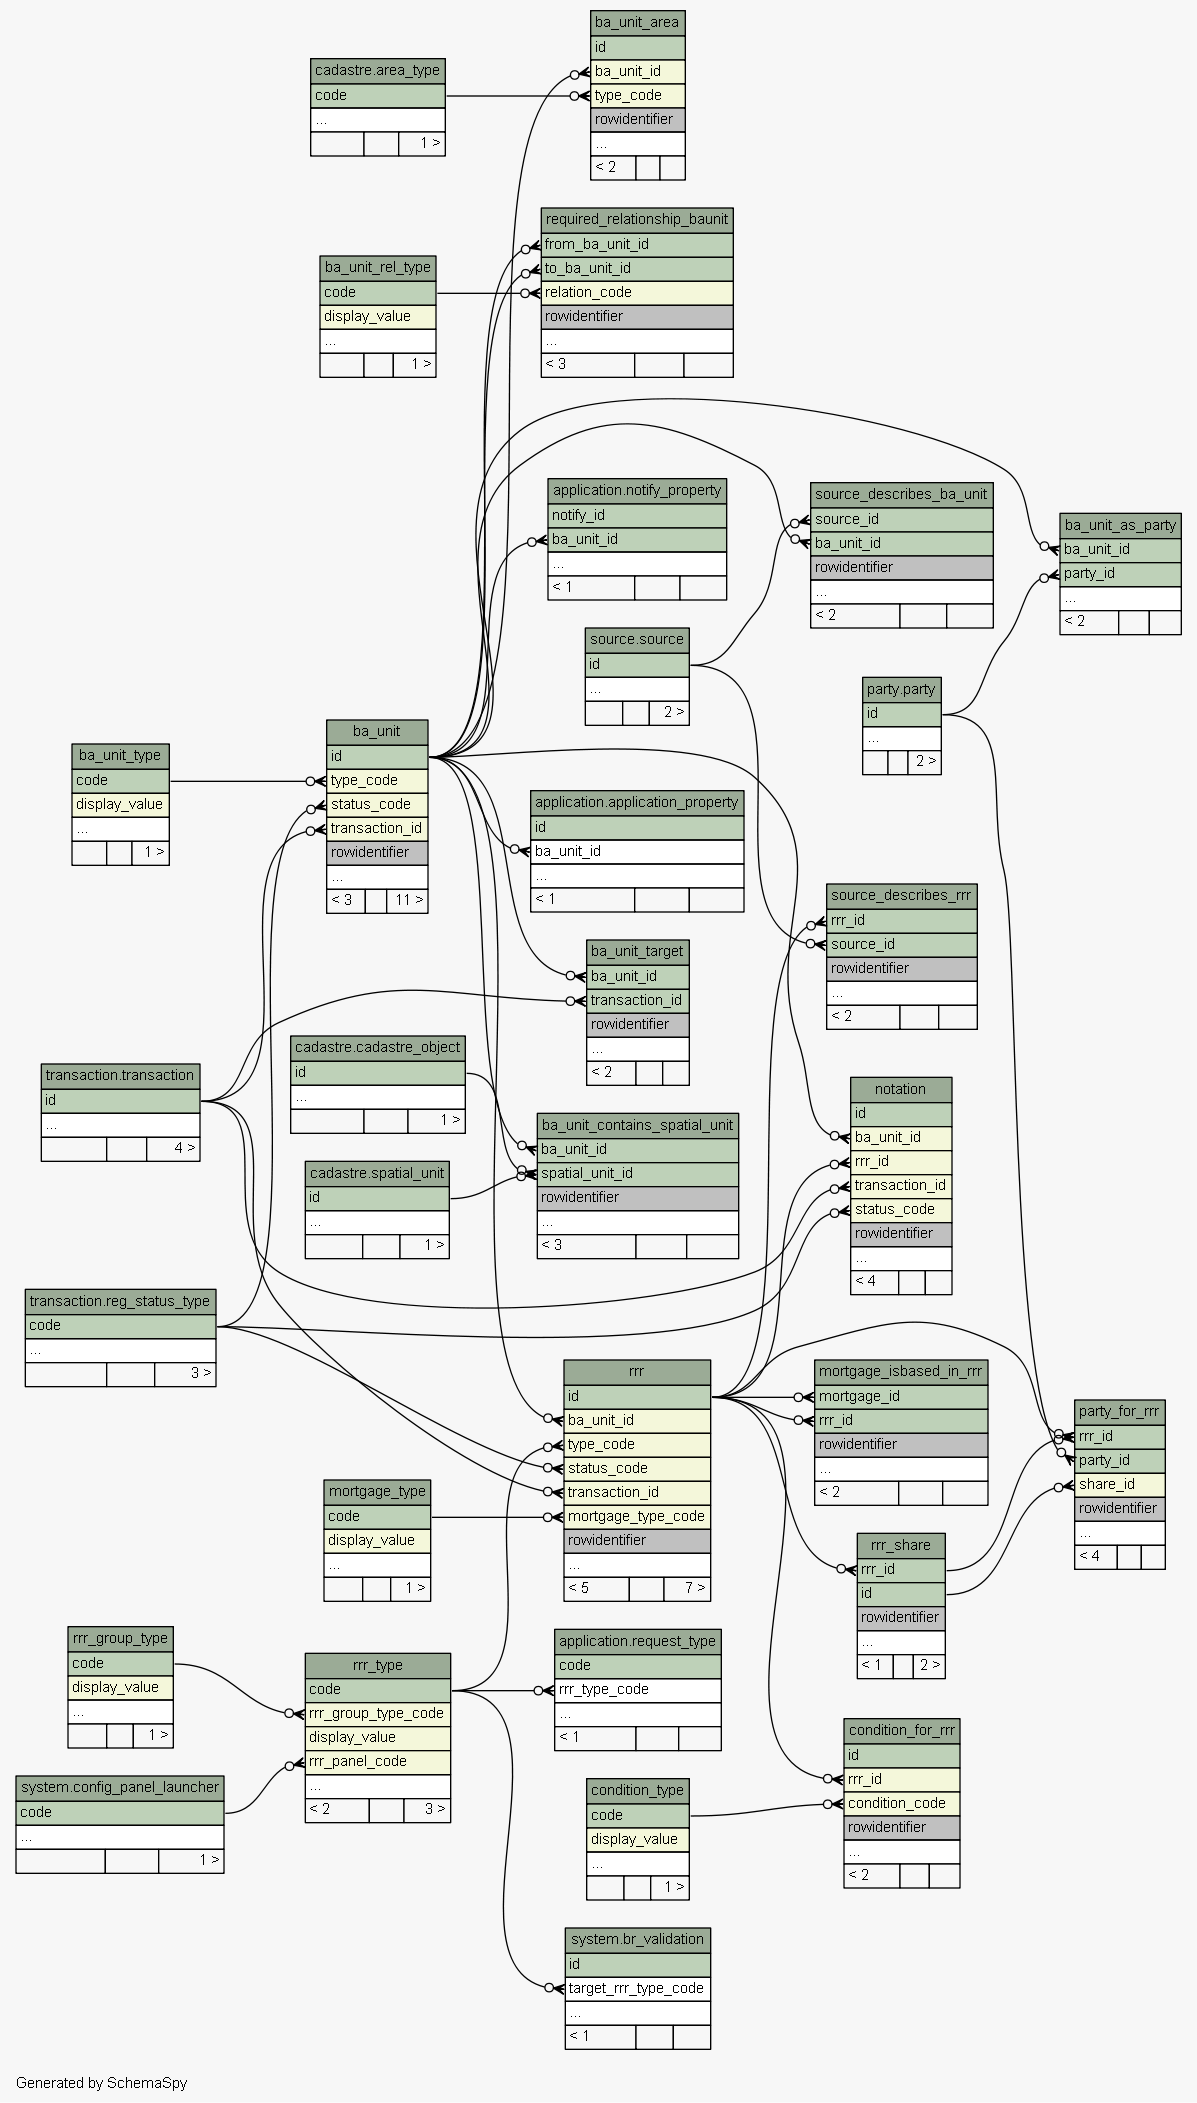 ba_unit_area
id
ba_unit_id
type_code
rowidentifier
...
< 2
cadastre.area_type
code
...
1 >
required_relationship_baunit
from_ba_unit_id
to_ba_unit_id
relation_code
rowidentifier
...
< 3
ba_unit_rel_type
code
display_value
...
1 >
application.notify_property
notify_id
ba_unit_id
...
< 1
source_describes_ba_unit
source_id
ba_unit_id
rowidentifier
...
< 2
ba_unit_as_party
ba_unit_id
party_id
...
< 2
source.source
id
...
2 >
party.party
id
...
2 >
ba_unit
id
type_code
status_code
transaction_id
rowidentifier
...
< 3 11 >
ba_unit_type
code
display_value
...
1 >
application.application_property
id
ba_unit_id
...
< 1
source_describes_rrr
rrr_id
source_id
rowidentifier
...
< 2
ba_unit_target
ba_unit_id
transaction_id
rowidentifier
...
< 2
cadastre.cadastre_object
id
...
1 >
transaction.transaction
id
...
4 >
notation
id
ba_unit_id
rrr_id
transaction_id
status_code
rowidentifier
...
< 4
ba_unit_contains_spatial_unit
ba_unit_id
spatial_unit_id
rowidentifier
...
< 3
cadastre.spatial_unit
id
...
1 >
transaction.reg_status_type
code
...
3 >
rrr
id
ba_unit_id
type_code
status_code
transaction_id
mortgage_type_code
rowidentifier
...
< 5 7 >
mortgage_isbased_in_rrr
mortgage_id
rrr_id
rowidentifier
...
< 2
party_for_rrr
rrr_id
party_id
share_id
rowidentifier
...
< 4
mortgage_type
code
display_value
...
1 >
rrr_share
rrr_id
id
rowidentifier
...
< 1 2 >
rrr_group_type
code
display_value
...
1 >
rrr_type
code
rrr_group_type_code
display_value
rrr_panel_code
...
< 2 3 >
application.request_type
code
rrr_type_code
...
< 1
condition_for_rrr
id
rrr_id
condition_code
rowidentifier
...
< 2
system.config_panel_launcher
code
...
1 >
condition_type
code
display_value
...
1 >
system.br_validation
id
target_rrr_type_code
...
< 1
Generated by SchemaSpy